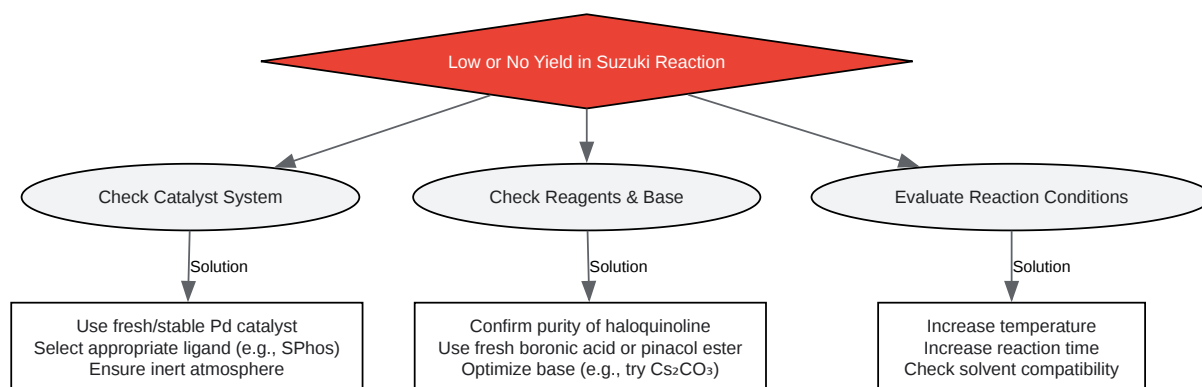 Low or No Yield in Suzuki Reaction
Check Catalyst System
Check Reagents & Base
Evaluate Reaction Conditions
Solution
Solution
Solution
Use fresh/stable Pd catalyst
Select appropriate ligand (e.g., SPhos)
Ensure inert atmosphere
Confirm purity of haloquinoline
Use fresh boronic acid or pinacol ester
Optimize base (e.g., try Cs₂CO₃)
Increase temperature
Increase reaction time
Check solvent compatibility